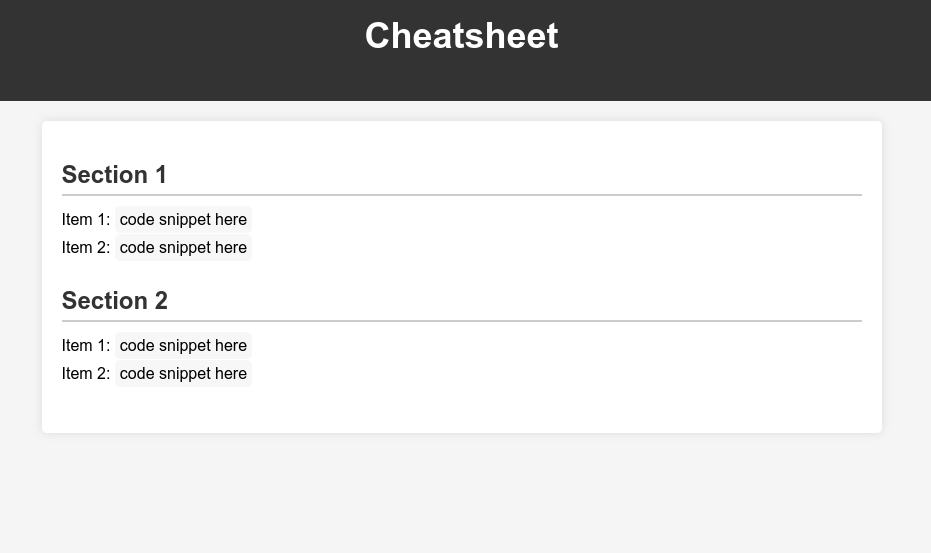 Cheatsheet
Section 1
Item 1: code snippet here
Item 2: code snippet here
Section 2
Item 1: code snippet here
Item 2: code snippet here